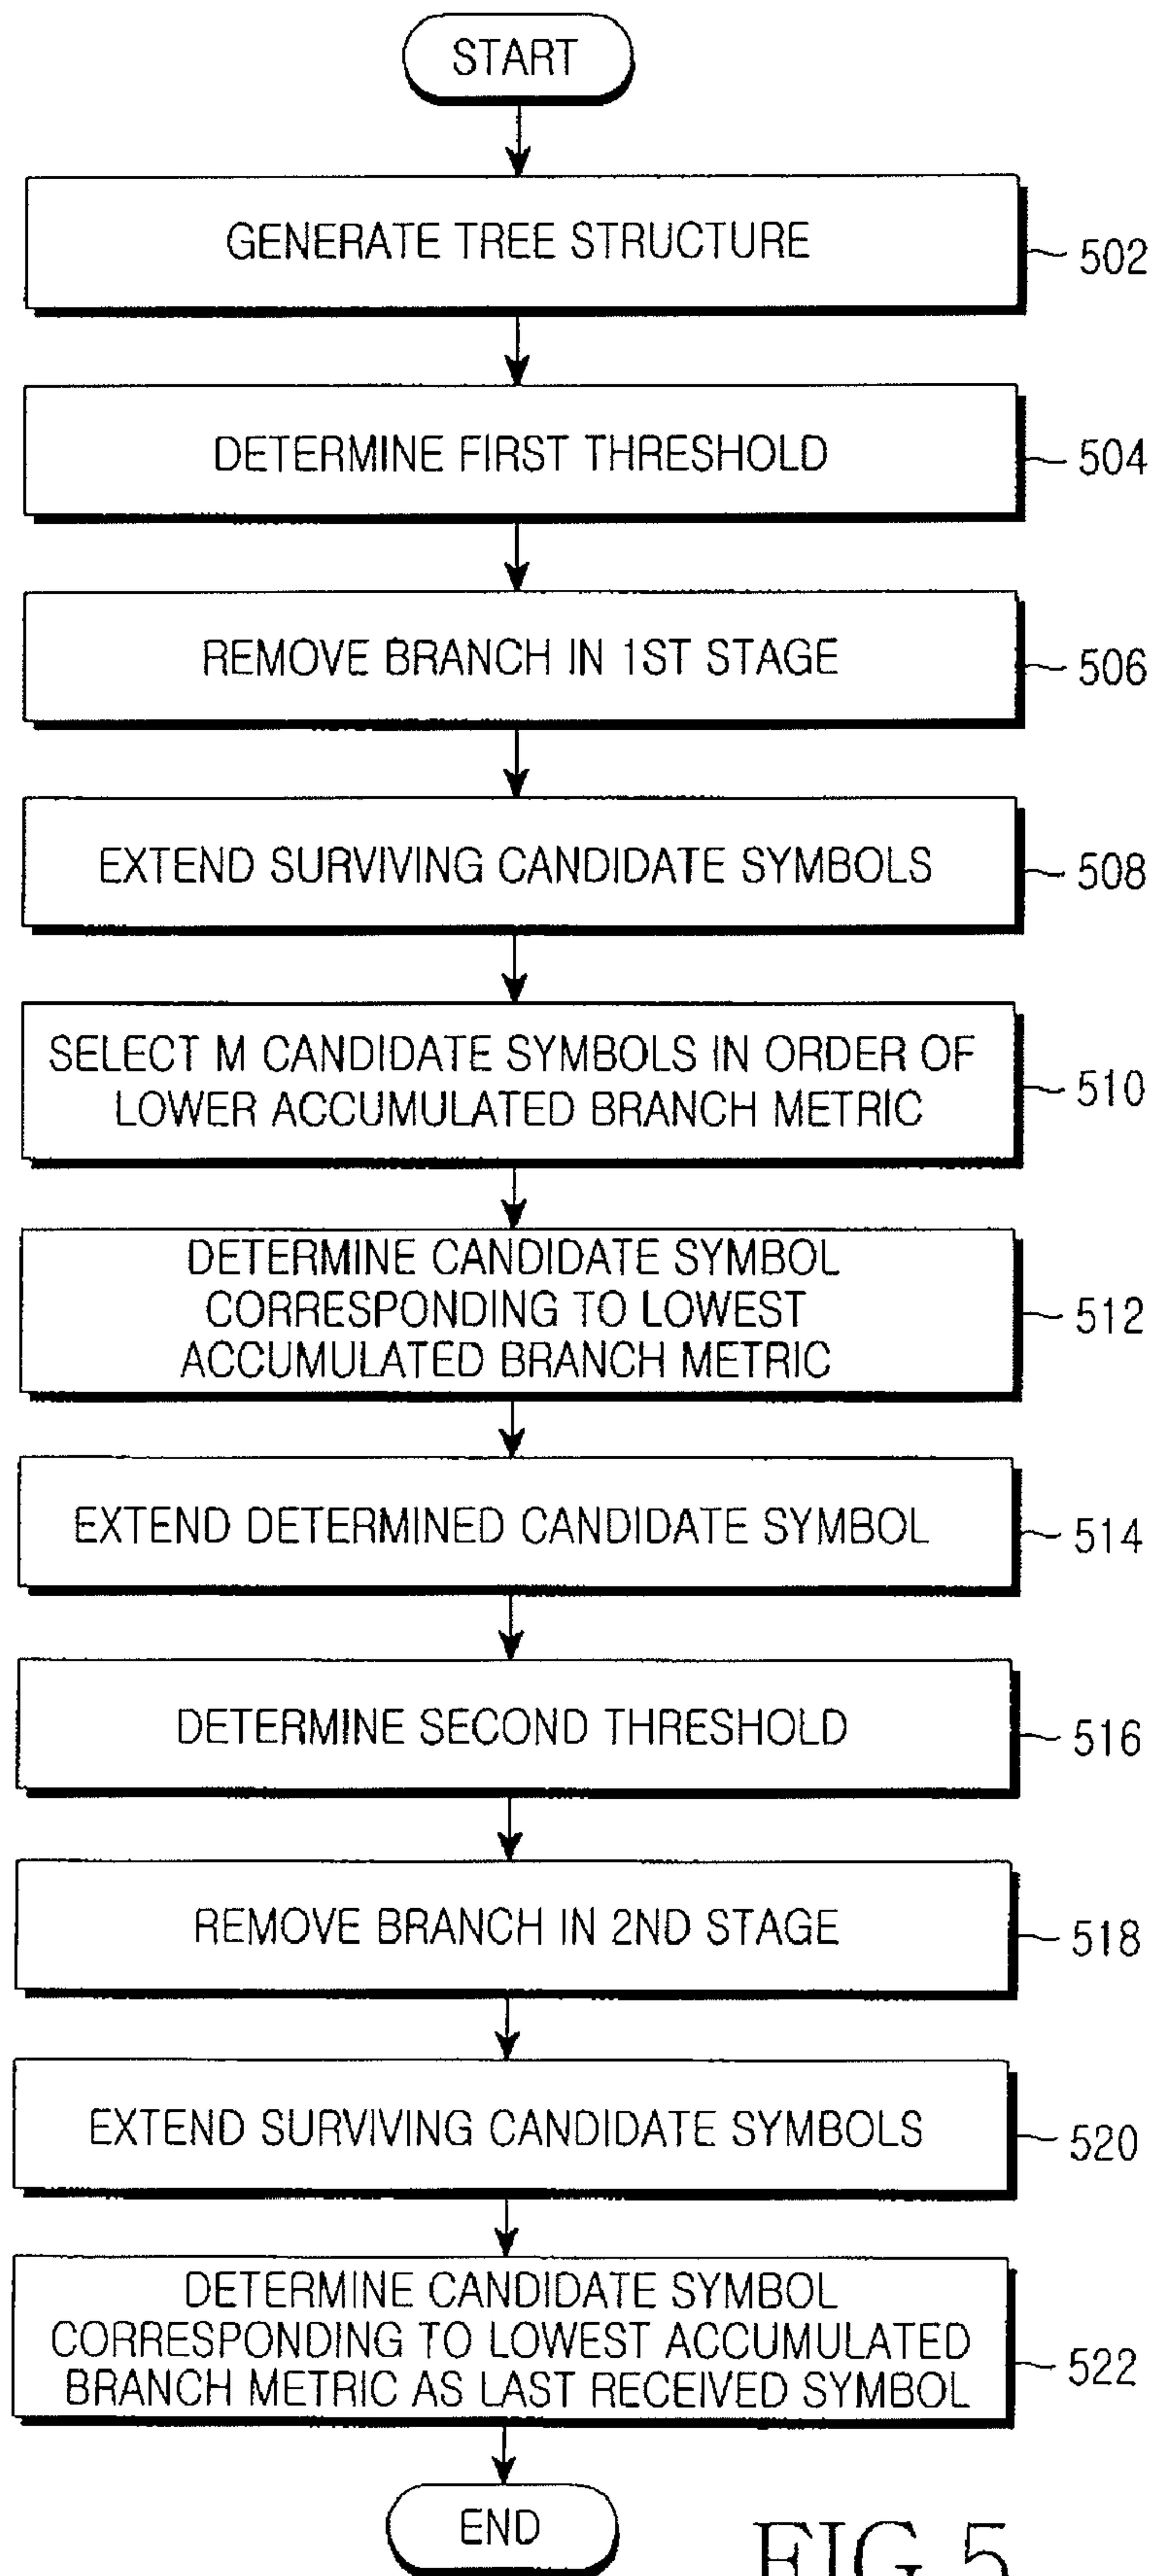 START
GENERATE TREE STRUCTURE
502
DETERMINE FIRST THRESHOLD
504
REMOVE BRANCH IN 1ST STAGE
506
EXTEND SURVIVING CANDIDATE SYMBOLS
508
SELECT M CANDIDATE SYMBOLS IN ORDER OF
LOWER ACCUMULATED BRANCH METRIC
510
DETERMINE CANDIDATE SYMBOL
CORRESPONDING TO LOWEST
ACCUMULATED BRANCH METRIC
512
EXTEND DETERMINED CANDIDATE SYMBOL
514
DETERMINE SECOND THRESHOLD
516
REMOVE BRANCH IN 2ND STAGE
518
EXTEND SURVIVING CANDIDATE SYMBOLS
520
DETERMINE CANDIDATE SYMBOL
CORRESPONDING TO LOWEST ACCUMULATED
BRANCH METRIC AS LAST RECEIVED SYMBOL
522
END
FIG.5